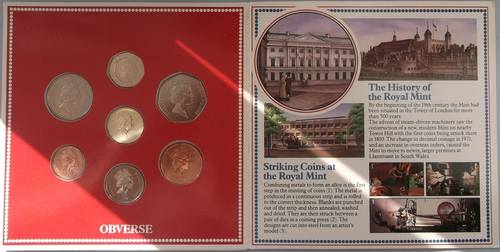 OBVERSE
The History of
the Royal Mint
By the beginning of the 19th century the Mint had
been situated in the Tower of London for more
than 500 years.
The advent of steam-driven machinery saw the
construction of a new, modern Mint on nearby
Tower Hill with the first coins being struck there
in 1810. The change to decimal coinage in 1971,
and an increase in overseas orders, caused the
Mint to move to newer, larger premises at
Llantrisant in South Wales
Striking Coins at
the Royal Mint
Combining metals to form an alloy is the first
step in the minting of coins (1). The metal is
produced in a continuous strip and is rolled
to the correct thickness. Blanks are punched
out of the strip and then annealed, washed
and dried. They are then struck between a
pair of dies in a coining press (2). The
designs are cut into steel from an artist's
model (3).